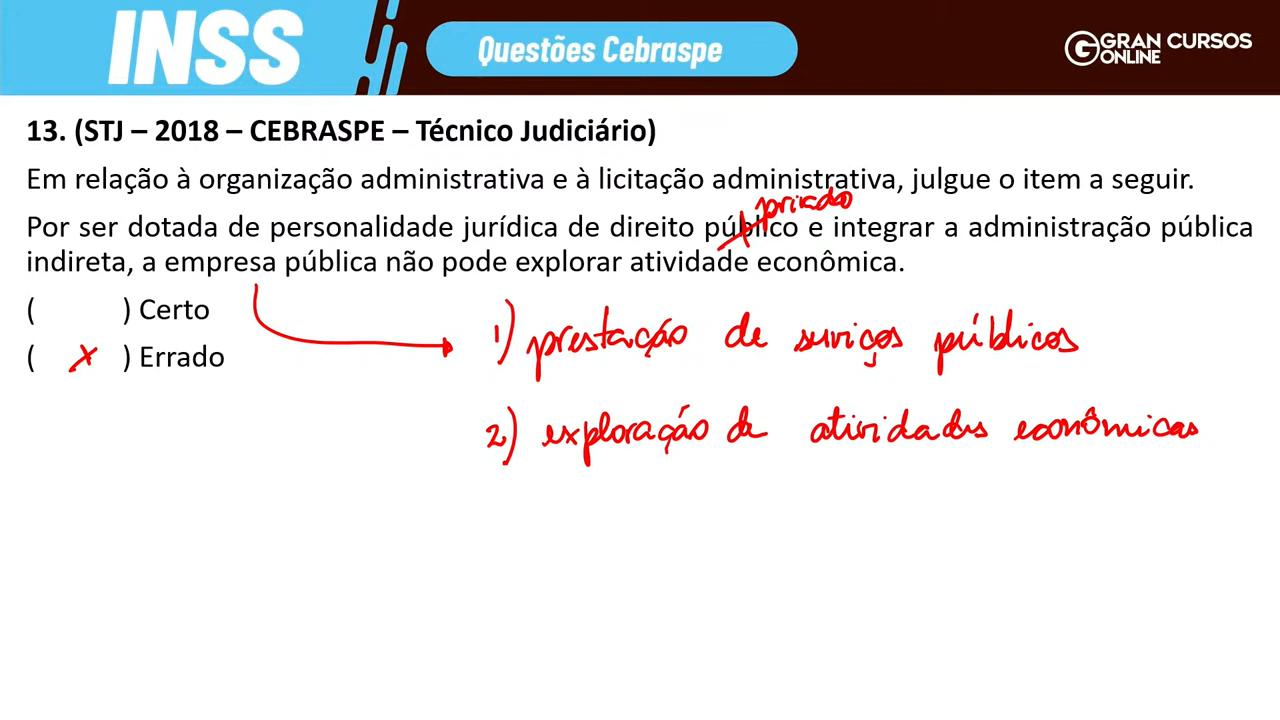 INSS
Questões Cebraspe
GRAN CURSOS
ONLINE
13. (STJ – 2018 – CEBRASPE – Técnico Judiciário)
Em relação à organização administrativa e à licitação administrativa, julgue o item a seguir.
privado
Por ser dotada de personalidade jurídica de direito público e integrar a administração pública
indireta, a empresa pública não pode explorar atividade econômica.
( ) Certo
1) prestação de serviços públicos
( x ) Errado
2) exploração de atividades econômicas